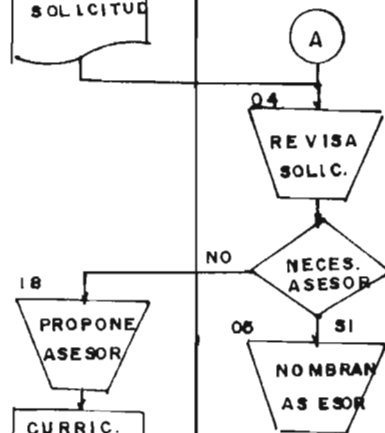 SOLICITUD
A
04
REVISA
SOLIC.
NO
NECES.
ASESOR
18
PROPONE
ASESOR
05
SI
NOMBRAN
ASESOR
CURRIC.